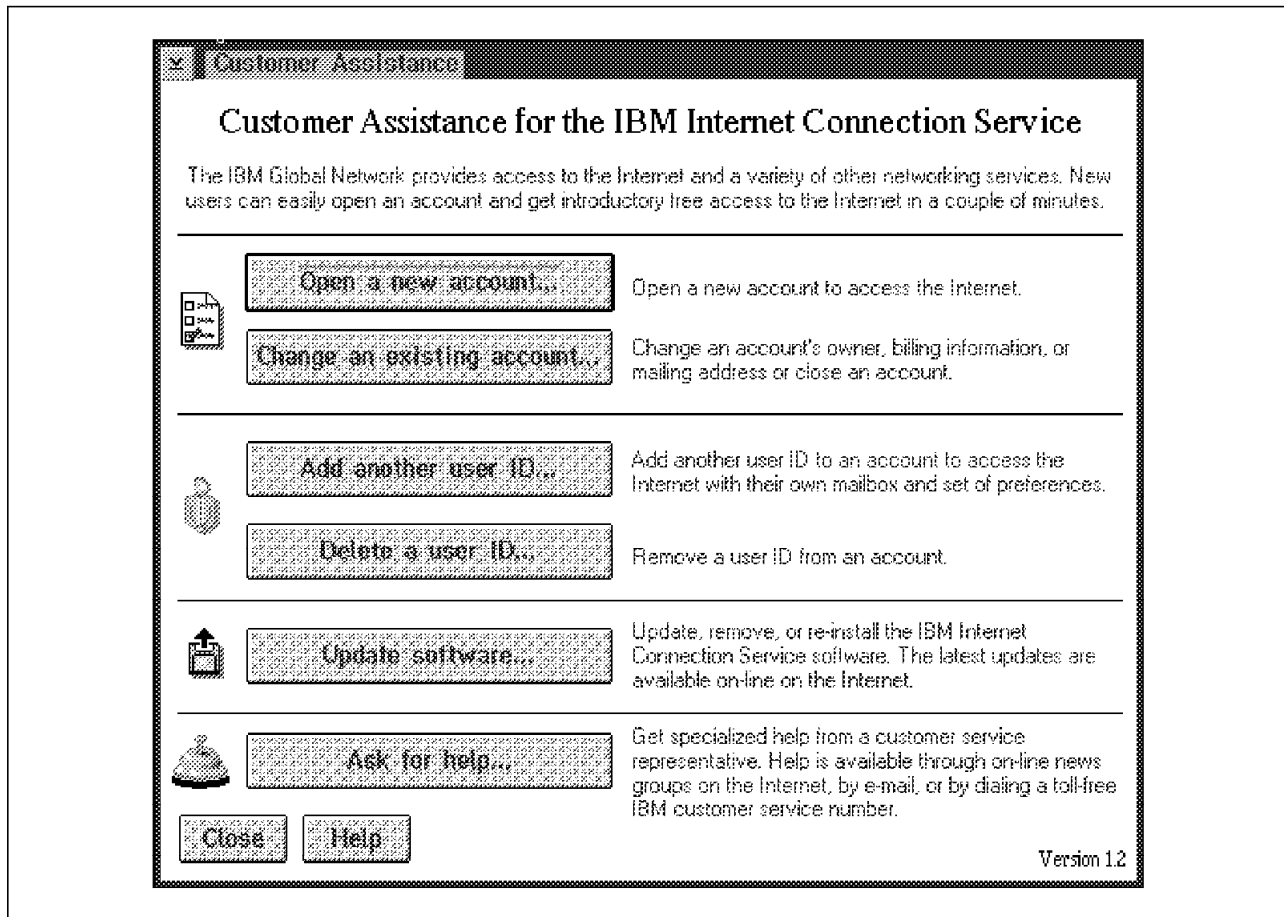 Customer Assistance
Customer Assistance for the IBM Internet Connection Service
The IBM Global Network provides access to the Internet and a variety of other networking services. New
users can easily open an account and get introductory free access to the Internet in a couple of minutes.
Open a new account...
Open a new account to access the Internet.
Change an existing account...
Change an account's owner, billing information, or
mailing address or close an account.
Add another user ID...
Add another user ID to an account to access the
Internet with their own mailbox and set of preferences.
Delete a user ID...
Remove a user ID from an account.
Update software...
Update, remove, or re-install the IBM Internet
Connection Service software. The latest updates are
available on-line on the Internet.
Ask for help...
Get specialized help from a customer service
representative. Help is available through on-line news
groups on the Internet, by e-mail, or by dialing a toll-free
IBM customer service number.
Close
Help
Version 1.2